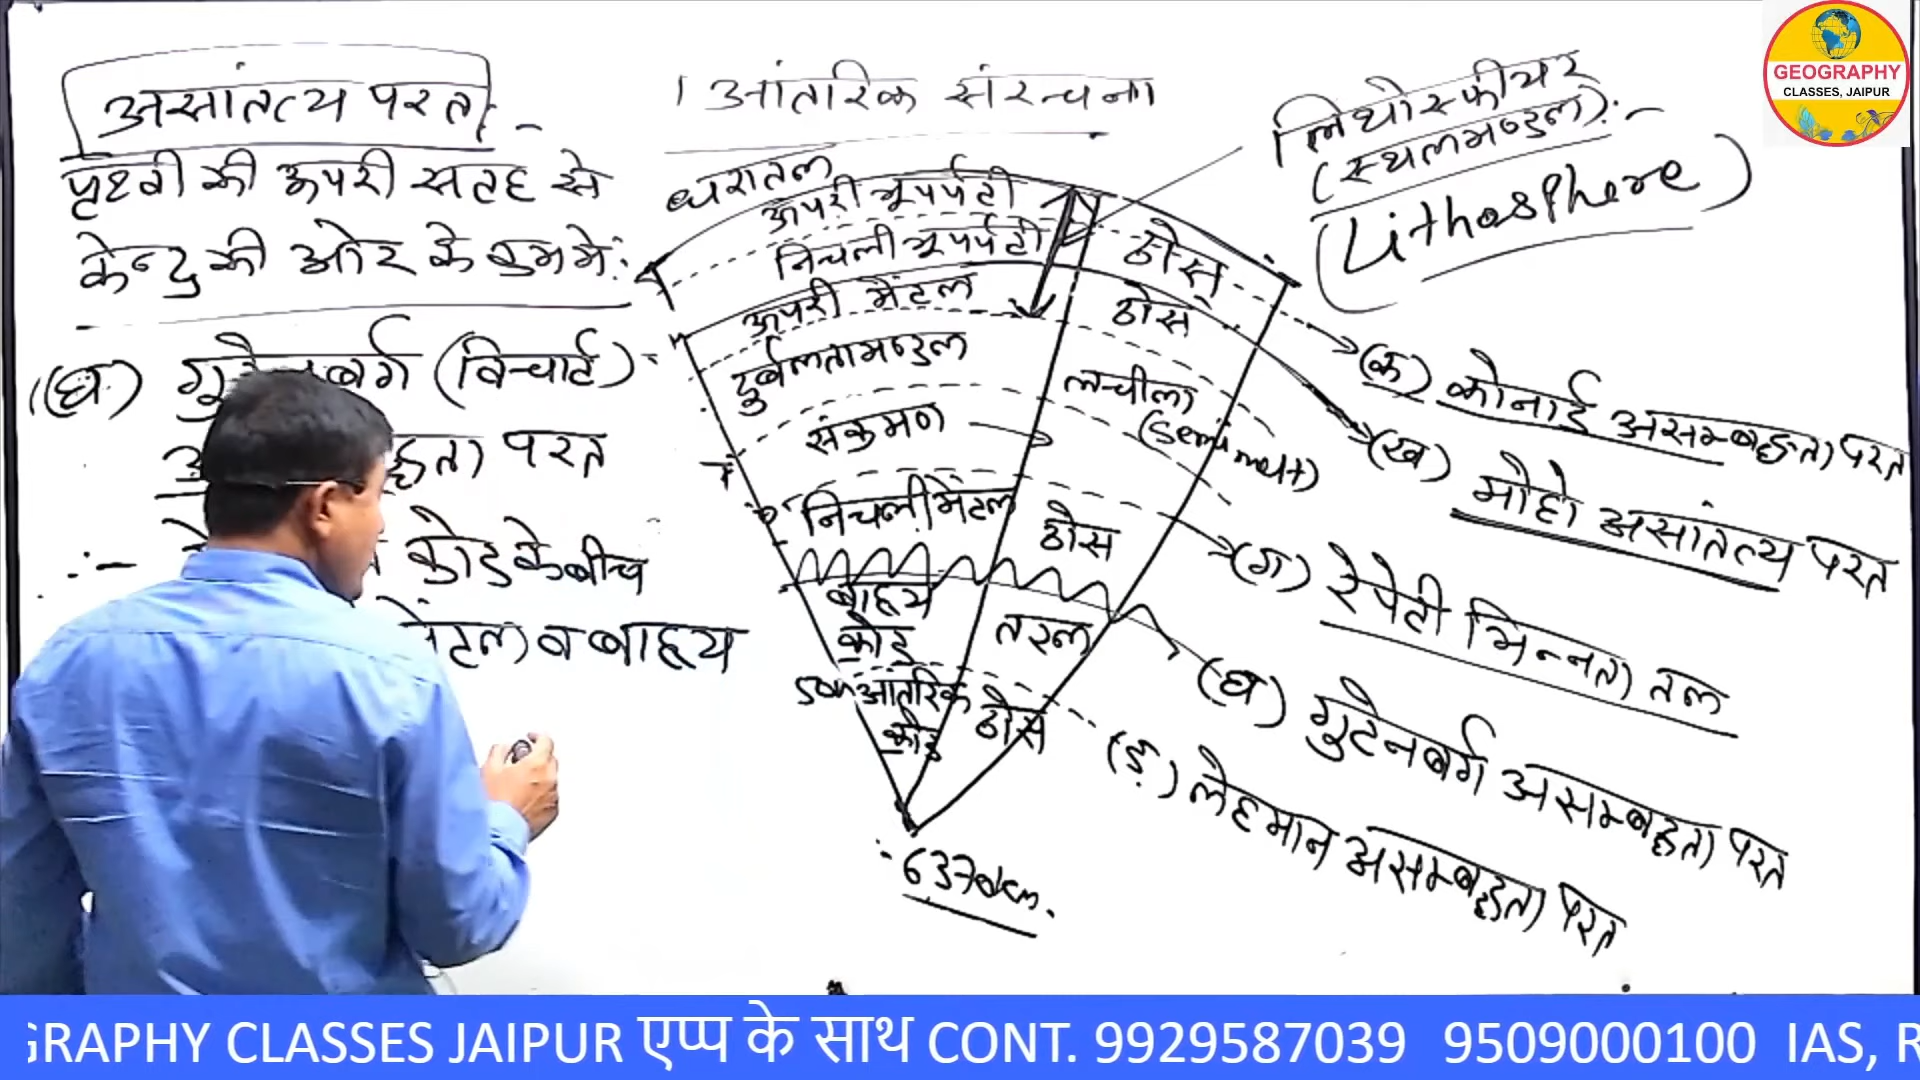 असांतत्य परत -
पृथ्वी की ऊपरी सतह से
केन्द्र की ओर के क्रम में:
(घ) गुटेनबर्ग (विचार्ट)
परत
:- कोड के बीच
व बाह्य
आंतरिक संरचना
धरातल
ऊपरी भूपर्पटी
निचली भूपर्पटी
ठोस
ऊपरी मेंटल
ठोस
दुर्बलतामण्डल
लचीला
(Semi melt)
संक्रमण
निचली मेंटल
ठोस
बाह्य
कोड
तरल
आंतरिक
कोड
ठोस
6370km.
लिथोस्फीयर
(स्थलमण्डल):-
(Lithosphere)
(क) कोनार्ड असम्बद्धता परत
(ख) मोहो असांतत्य परत
(ग) रेपेटी भिन्नता तल
(घ) गुटेनबर्ग असम्बद्धता परत
(ड़) लेहमान असम्बद्धता परत
GEOGRAPHY
CLASSES, JAIPUR
GRAPHY CLASSES JAIPUR एप्प के साथ CONT. 9929587039 9509000100 IAS, R